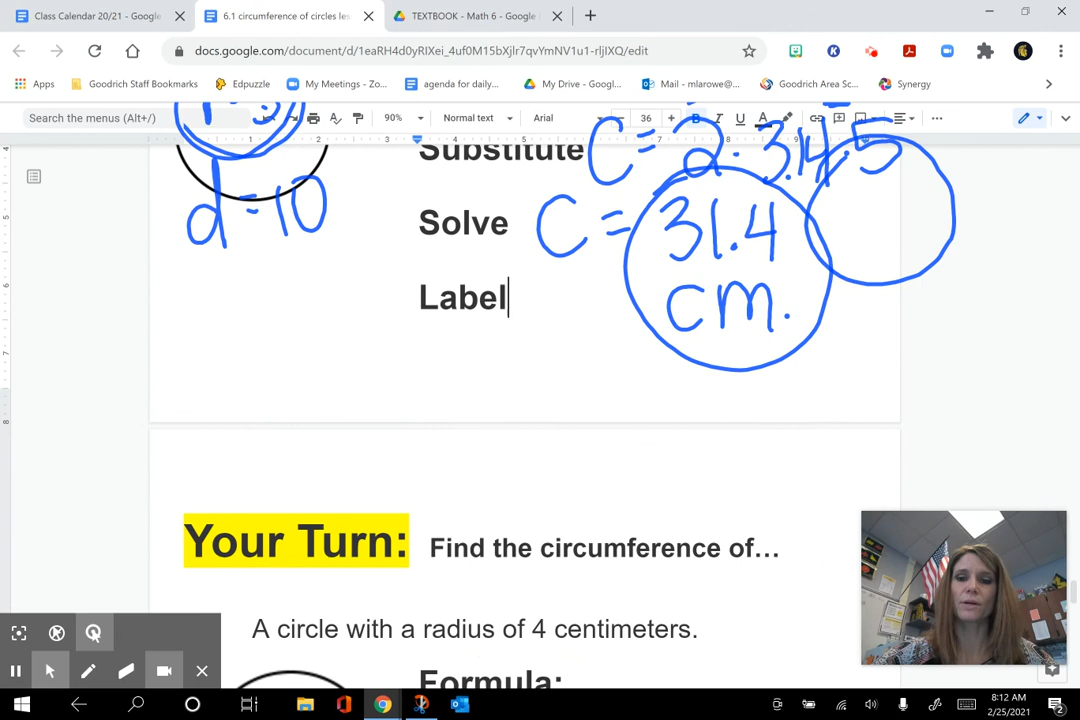 Class Calendar 20/21 - Google
6.1 circumference of circles les
TEXTBOOK - Math 6 - Google
docs.google.com/document/d/1eaRH4d0yRIXei_4uf0M15bXjlr7qvYmNV1u1-rljIXQ/edit
Apps Goodrich Staff Bookmarks Edpuzzle My Meetings - Zo... agenda for daily... My Drive - Googl... Mail - mlarowe@... Goodrich Area Sc... Synergy
Search the menus (Alt+/) 90% Normal text Arial 36 B I U A
Substitute C = 2 · 3.14 · 5
d = 10
Solve C = 31.4
Label cm.
Your Turn: Find the circumference of...
A circle with a radius of 4 centimeters.
Formula:
8:12 AM
2/25/2021